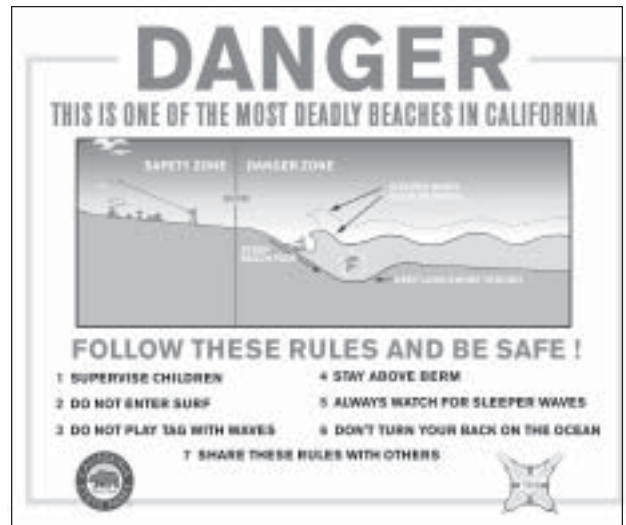 DANGER
THIS IS ONE OF THE MOST DEADLY BEACHES IN CALIFORNIA
SAFETY ZONE DANGER ZONE
SLEEPER WAVES
FOLLOW THESE RULES AND BE SAFE !
1 SUPERVISE CHILDREN
2 DO NOT ENTER SURF
3 DO NOT PLAY TAG WITH WAVES
4 STAY ABOVE BERM
5 ALWAYS WATCH FOR SLEEPER WAVES
6 DON'T TURN YOUR BACK ON THE OCEAN
7 SHARE THESE RULES WITH OTHERS